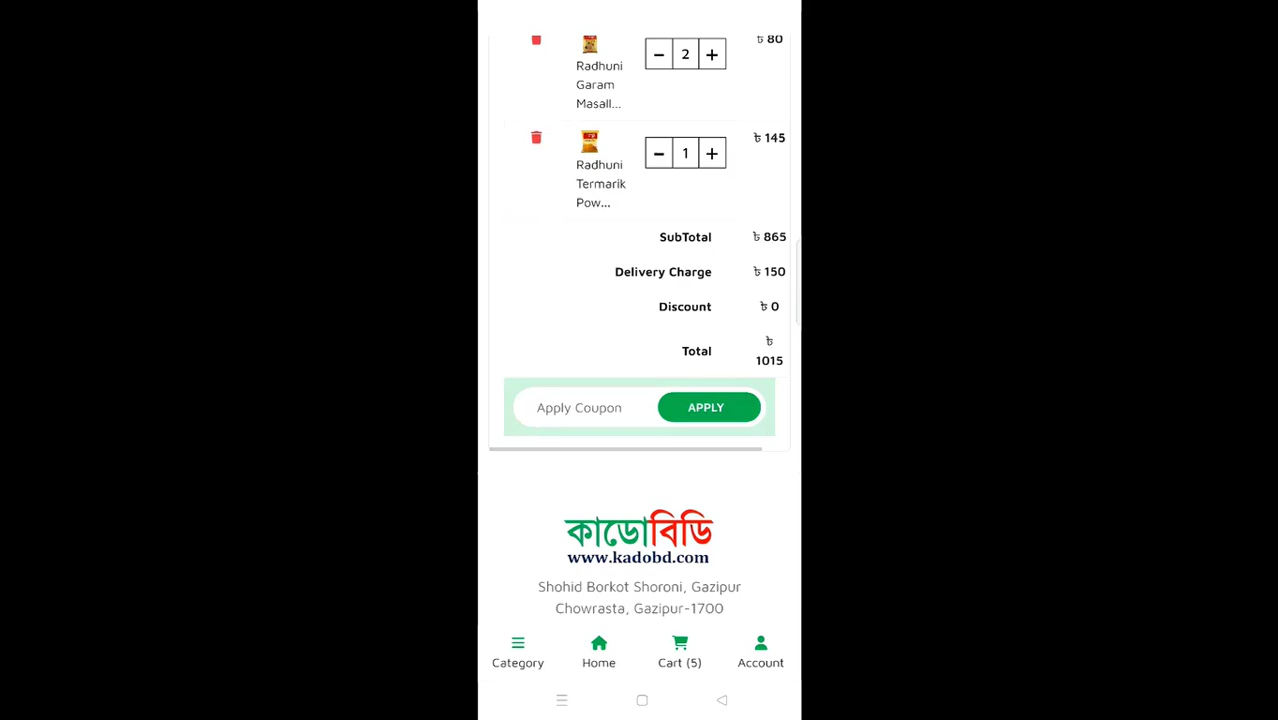 ৳ 80
− 2 +
Radhuni
Garam
Masall...
৳ 145
− 1 +
Radhuni
Termarik
Pow...
SubTotal ৳ 865
Delivery Charge ৳ 150
Discount ৳ 0
৳
Total
1015
Apply Coupon APPLY
কাডোবিডি
www.kadobd.com
Shohid Borkot Shoroni, Gazipur
Chowrasta, Gazipur-1700
Category Home Cart (5) Account